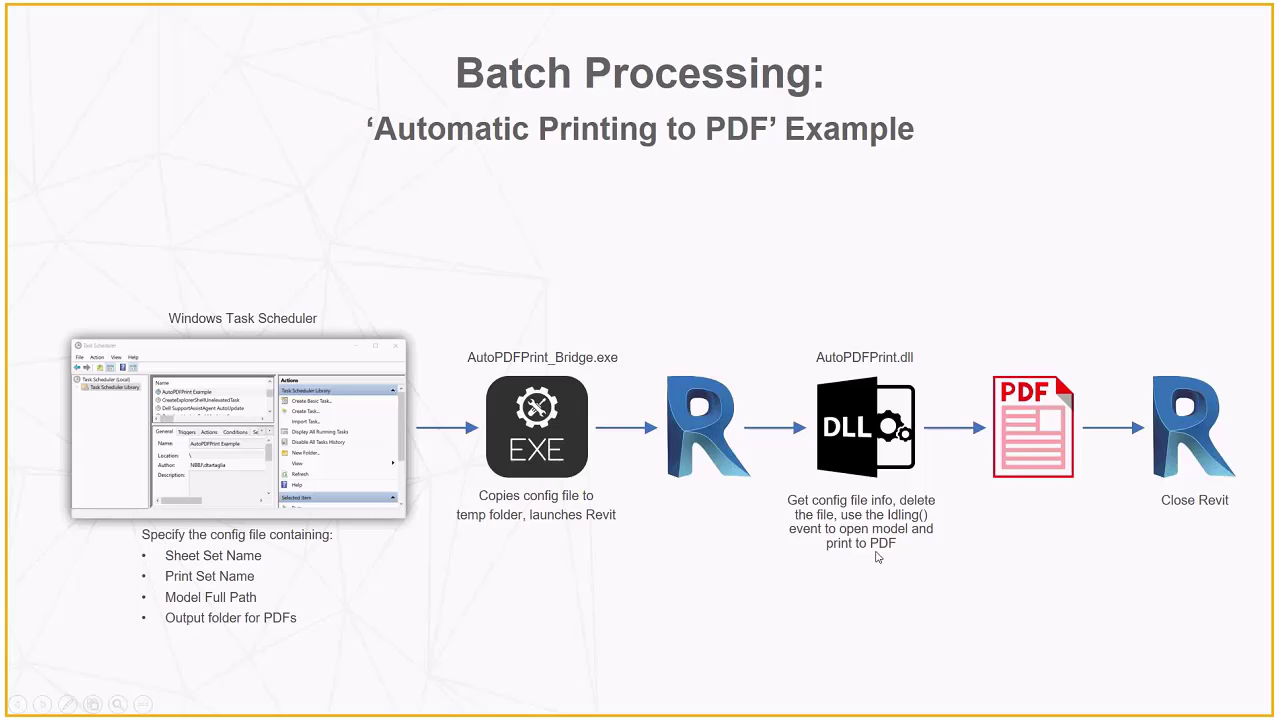 Batch Processing:
‘Automatic Printing to PDF’ Example
Windows Task Scheduler
Task Scheduler
File Action View Help
Task Scheduler (Local)
Task Scheduler Library
Name
AutoPDFPrint Example
CreateExplorerShellUnelevatedTask
Dell SupportAssistAgent AutoUpdate
General Triggers Actions Conditions Se
Name: AutoPDFPrint Example
Location: \
Author: NBBJ\dtartaglia
Description:
Actions
Task Scheduler Library
Create Basic Task...
Create Task...
Import Task...
Display All Running Tasks
Disable All Tasks History
New Folder...
View
Refresh
Help
Selected Item
Specify the config file containing:
• Sheet Set Name
• Print Set Name
• Model Full Path
• Output folder for PDFs
AutoPDFPrint_Bridge.exe
EXE
Copies config file to
temp folder, launches Revit
AutoPDFPrint.dll
DLL
Get config file info, delete
the file, use the Idling()
event to open model and
print to PDF
PDF
Close Revit